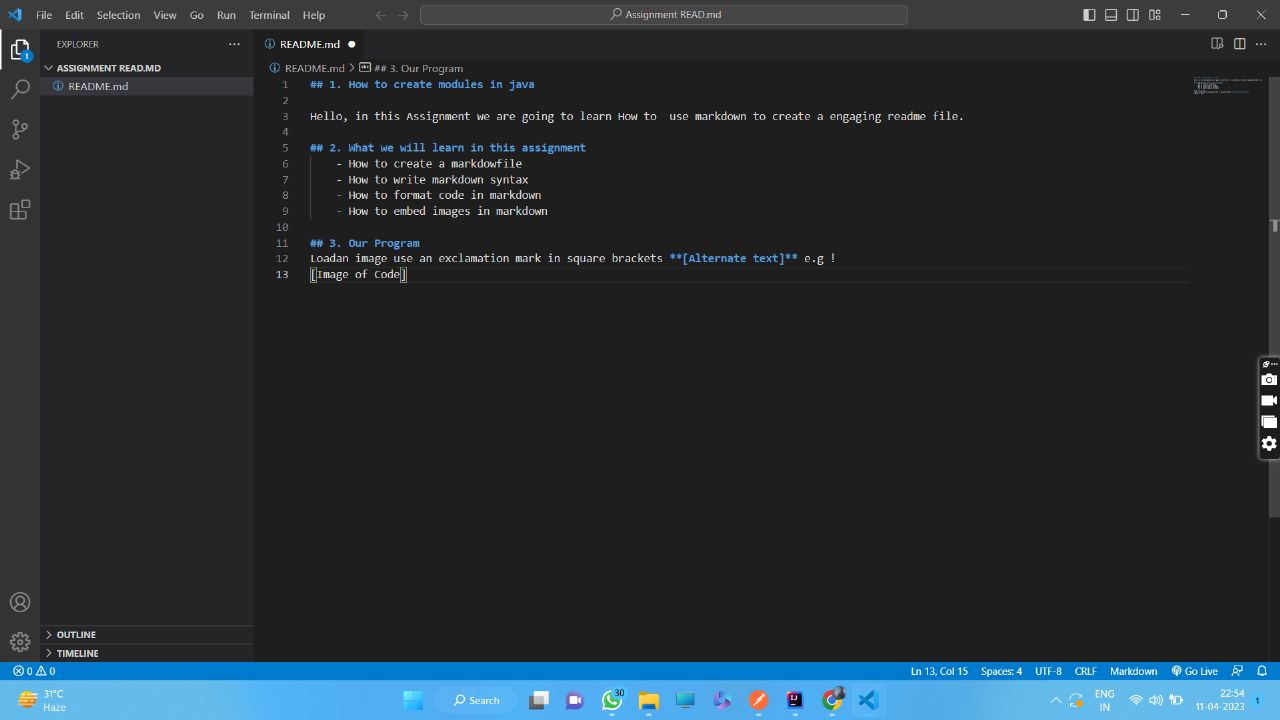 File Edit Selection View Go Run Terminal Help
Assignment READ.md
EXPLORER
README.md
ASSIGNMENT READ.MD
README.md
README.md > ## 3. Our Program
1 ## 1. How to create modules in java
2
3 Hello, in this Assignment we are going to learn How to  use markdown to create a engaging readme file.
4
5 ## 2. What we will learn in this assignment
6 - How to create a markdowfile
7 - How to write markdown syntax
8 - How to format code in markdown
9 - How to embed images in markdown
10
11 ## 3. Our Program
12 Loadan image use an exclamation mark in square brackets **[Alternate text]** e.g !
13 [Image of Code]
1
OUTLINE
TIMELINE
0 0
Ln 13, Col 15 Spaces: 4 UTF-8 CRLF Markdown Go Live
31°C
Haze
Search
30
ENG
IN
22:54
11-04-2023
1